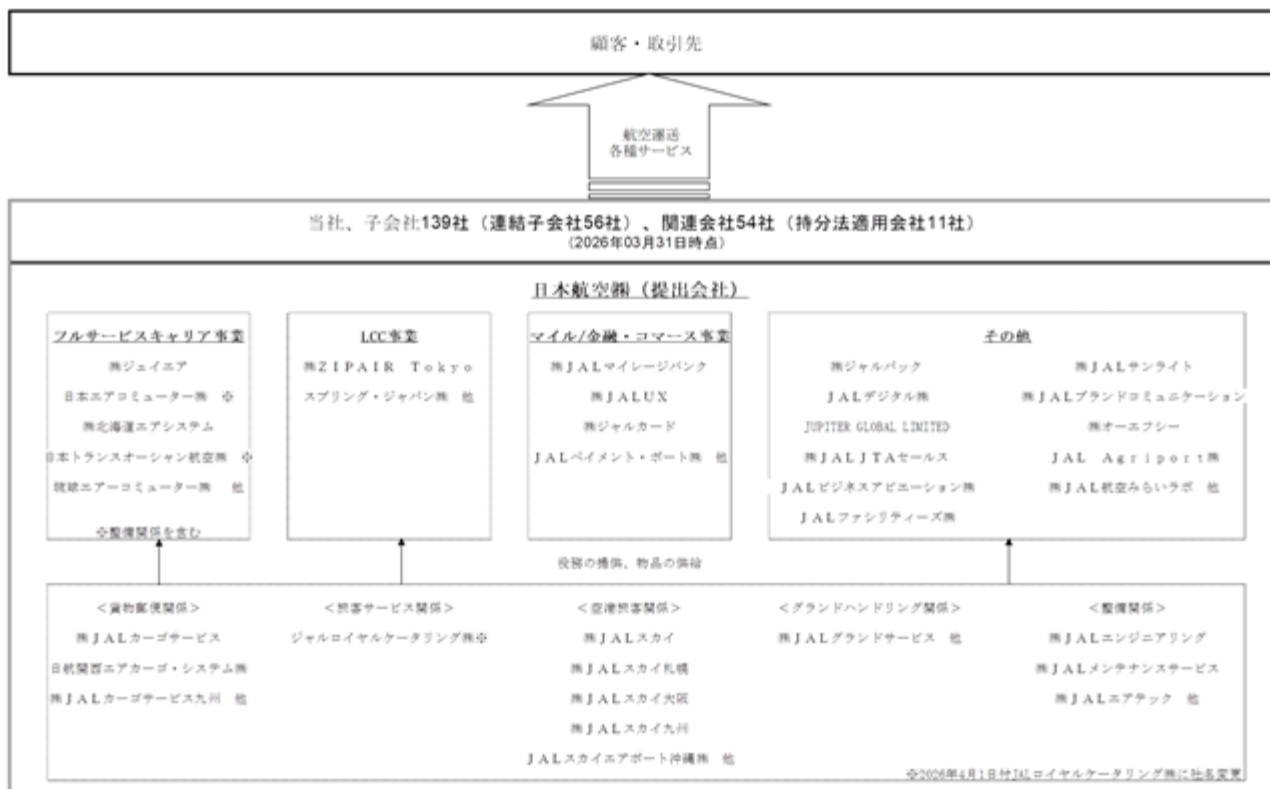 顧客・取引先
航空運送
各種サービス
当社、子会社139社（連結子会社56社）、関連会社54社（持分法適用会社11社）
（2026年03月31日時点）
日本航空㈱（提出会社）
フルサービスキャリア事業
㈱ジェイエア
日本エアコミューター㈱　※
㈱北海道エアシステム
日本トランスオーシャン航空㈱　※
琉球エアーコミューター㈱　他
※整備関係を含む
LCC事業
㈱ＺＩＰＡＩＲ　Ｔｏｋｙｏ
スプリング・ジャパン㈱　他
マイル/金融・コマース事業
㈱ＪＡＬマイレージバンク
㈱ＪＡＬＵＸ
㈱ジャルカード
ＪＡＬペイメント・ポート㈱　他
その他
㈱ジャルパック
ＪＡＬデジタル㈱
JUPITER GLOBAL LIMITED
㈱ＪＡＬＪＴＡセールス
ＪＡＬビジネスアビエーション㈱
ＪＡＬファシリティーズ㈱
㈱ＪＡＬサンライト
㈱ＪＡＬブランドコミュニケーション
㈱オーエフシー
ＪＡＬ　Ａｇｒｉｐｏｒｔ㈱
㈱ＪＡＬ航空みらいラボ　他
役務の提供、物品の供給
＜貨物郵便関係＞
㈱ＪＡＬカーゴサービス
日航関西エアカーゴ・システム㈱
㈱ＪＡＬカーゴサービス九州　他
＜旅客サービス関係＞
ジャルロイヤルケータリング㈱※
＜空港旅客関係＞
㈱ＪＡＬスカイ
㈱ＪＡＬスカイ札幌
㈱ＪＡＬスカイ大阪
㈱ＪＡＬスカイ九州
ＪＡＬスカイエアポート沖縄㈱　他
＜グランドハンドリング関係＞
㈱ＪＡＬグランドサービス　他
＜整備関係＞
㈱ＪＡＬエンジニアリング
㈱ＪＡＬメンテナンスサービス
㈱ＪＡＬエアテック　他
※2026年4月1日付JALロイヤルケータリング㈱に社名変更